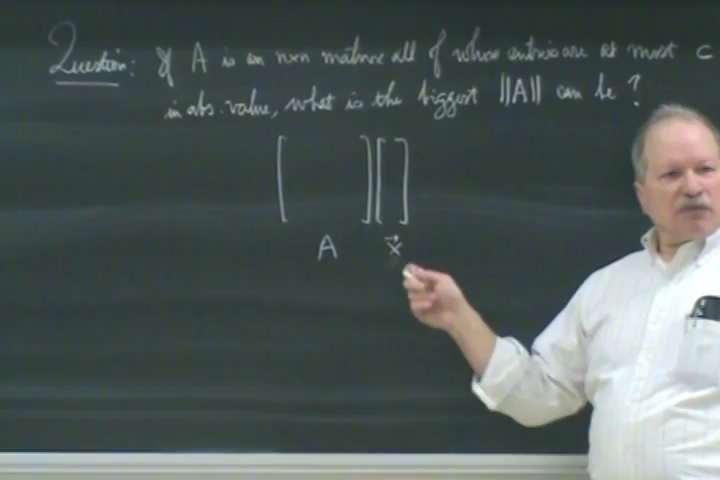 Question: If A is an n×n matrix all of whose entries are at most c
in abs. value, what is the biggest ||A|| can be ?
[ ] [ ]
A x⃗